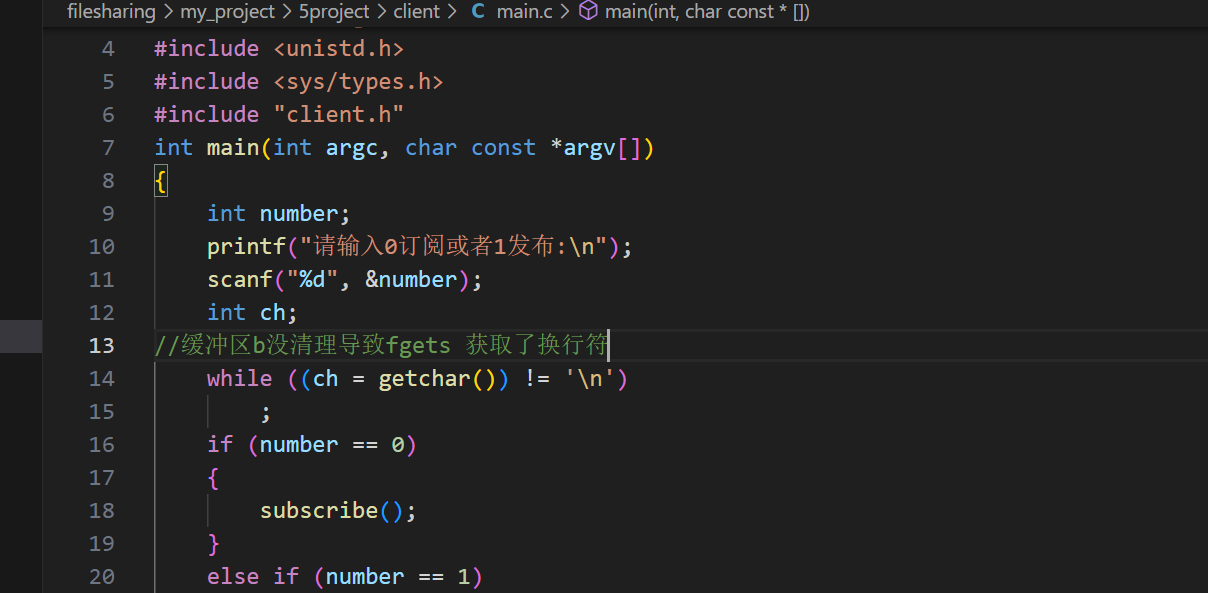 filesharing > my_project > 5project > client > C main.c > main(int, char const * [])
4 #include <unistd.h>
5 #include <sys/types.h>
6 #include "client.h"
7 int main(int argc, char const *argv[])
8 {
9 int number;
10 printf("请输入0订阅或者1发布:\n");
11 scanf("%d", &number);
12 int ch;
13 //缓冲区b没清理导致fgets 获取了换行符
14 while ((ch = getchar()) != '\n')
15 ;
16 if (number == 0)
17 {
18 subscribe();
19 }
20 else if (number == 1)